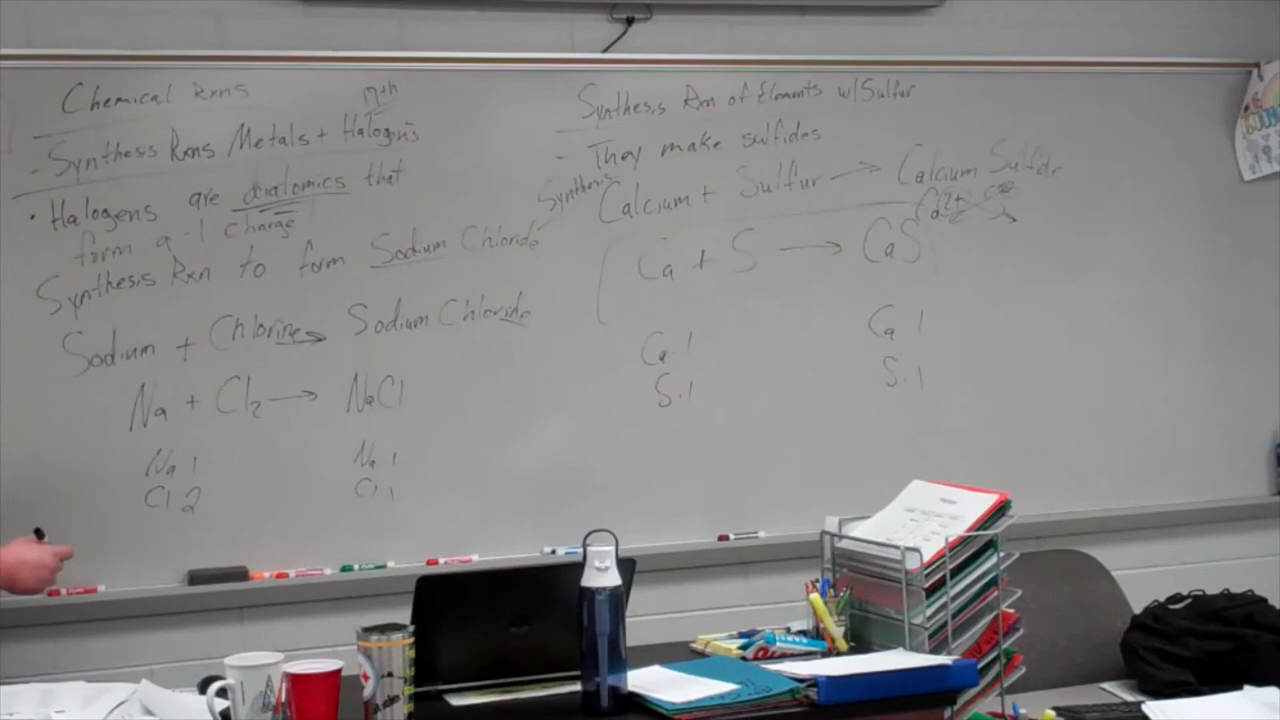 Chemical Rxns
17th
- Synthesis Rxns Metals + Halogens
• Halogens are diatomics that
form a -1 charge
Synthesis Rxn to form Sodium Chloride
Sodium + Chlorine → Sodium Chloride
Na + Cl₂ → NaCl
Na 1 Na 1
Cl 2 Cl 1
Synthesis Rxn of Elements w/ Sulfur
- They make sulfides
Synthesis:
Calcium + Sulfur → Calcium Sulfide
Ca + S → CaS
Ca²⁺
Ca 1 Ca 1
S. 1 S. 1